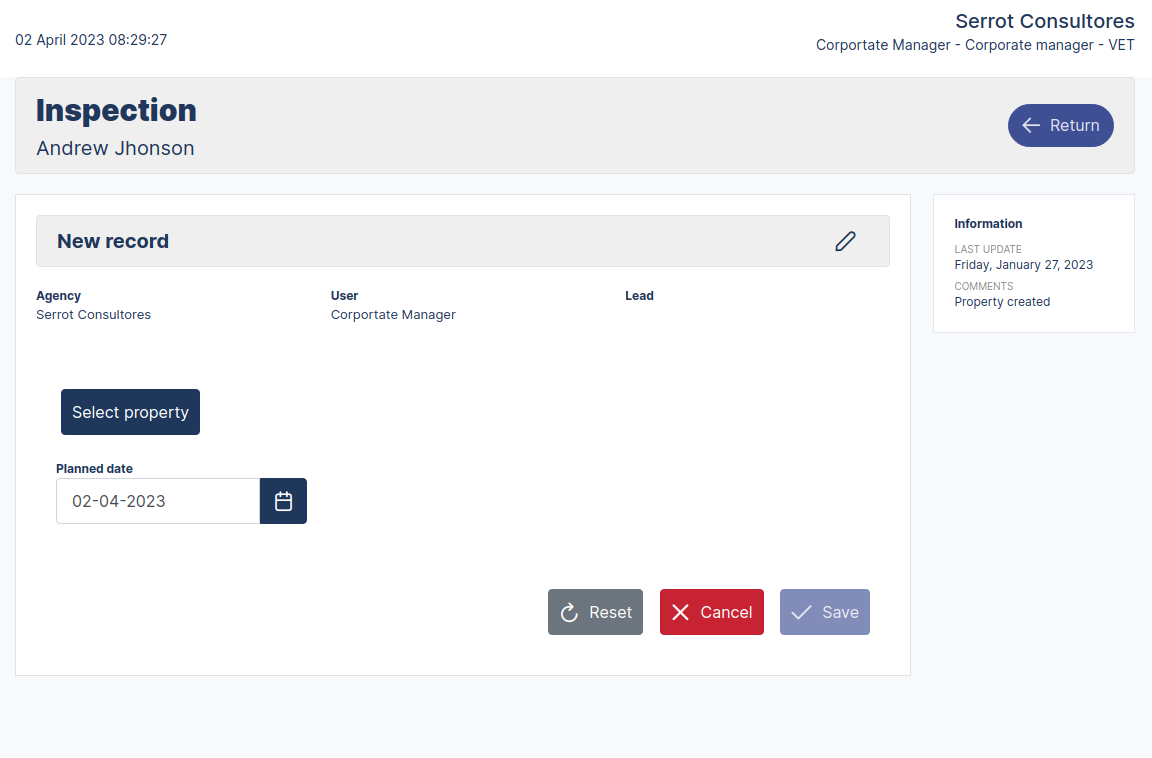 02 April 2023 08:29:27
Serrot Consultores
Corportate Manager - Corporate manager - VET
Inspection
Andrew Jhonson
Return
New record
Agency
Serrot Consultores
User
Corportate Manager
Lead
Select property
Planned date
02-04-2023
Reset
Cancel
Save
Information
LAST UPDATE
Friday, January 27, 2023
COMMENTS
Property created